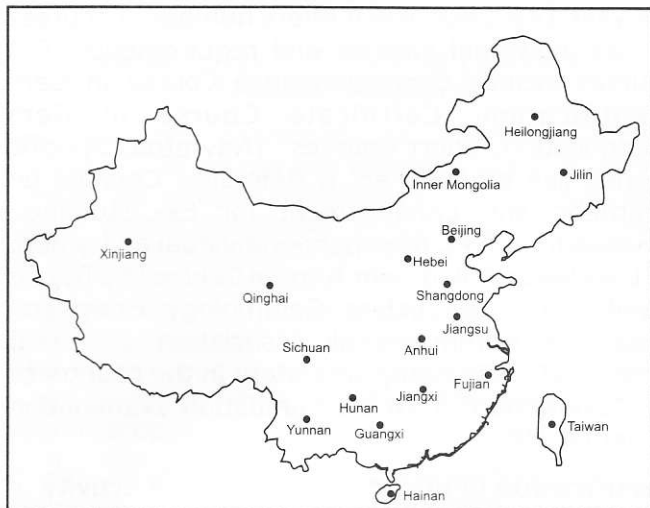 Heilongjiang
Inner Mongolia
Jilin
Beijing
Xinjiang
Hebei
Qinghai
Shangdong
Jiangsu
Sichuan
Anhui
Fujian
Hunan
Jiangxi
Yunnan
Guangxi
Taiwan
Hainan